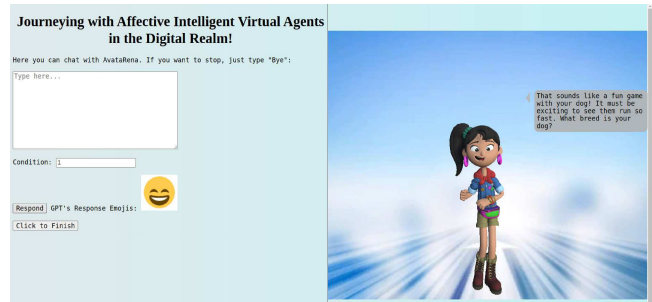 Journeying with Affective Intelligent Virtual Agents
in the Digital Realm!
Here you can chat with AvataRena. If you want to stop, just type "Bye":
Type here...
Condition: 1
Respond GPT's Response Emojis:
Click to Finish
That sounds like a fun game
with your dog! It must be
exciting to see them run so
fast. What breed is your
dog?